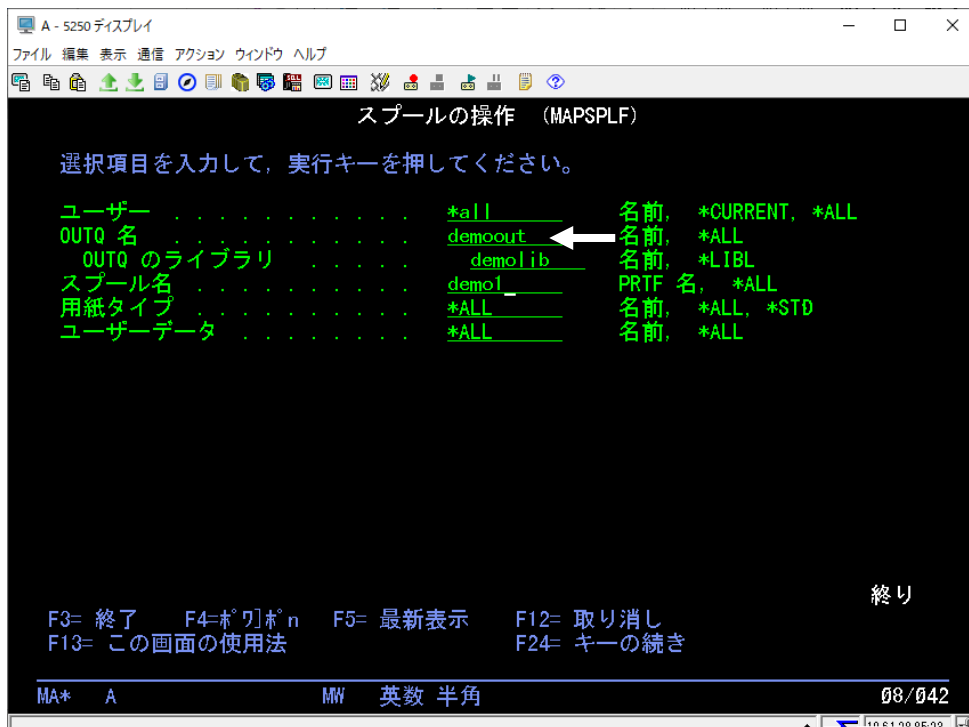 A - 5250 ディスプレイ
ファイル 編集 表示 通信 アクション ウィンドウ ヘルプ
スプールの操作 (MAPSPLF)
選択項目を入力して，実行キーを押してください。
ユーザー . . . . . . . . . . . *all 名前, *CURRENT, *ALL
OUTQ 名 . . . . . . . . . . . demoout 名前, *ALL
OUTQ のライブラリ . . . . . demolib 名前, *LIBL
スプール名 . . . . . . . . . . demo1_ PRTF 名, *ALL
用紙タイプ . . . . . . . . . . *ALL 名前, *ALL, *STD
ユーザーデータ . . . . . . . . *ALL 名前, *ALL
終り
F3= 終了 F4=ﾎﾟﾜ]ﾎﾟn F5= 最新表示 F12= 取り消し
F13= この画面の使用法 F24= キーの続き
MA* A MW 英数 半角 08/042